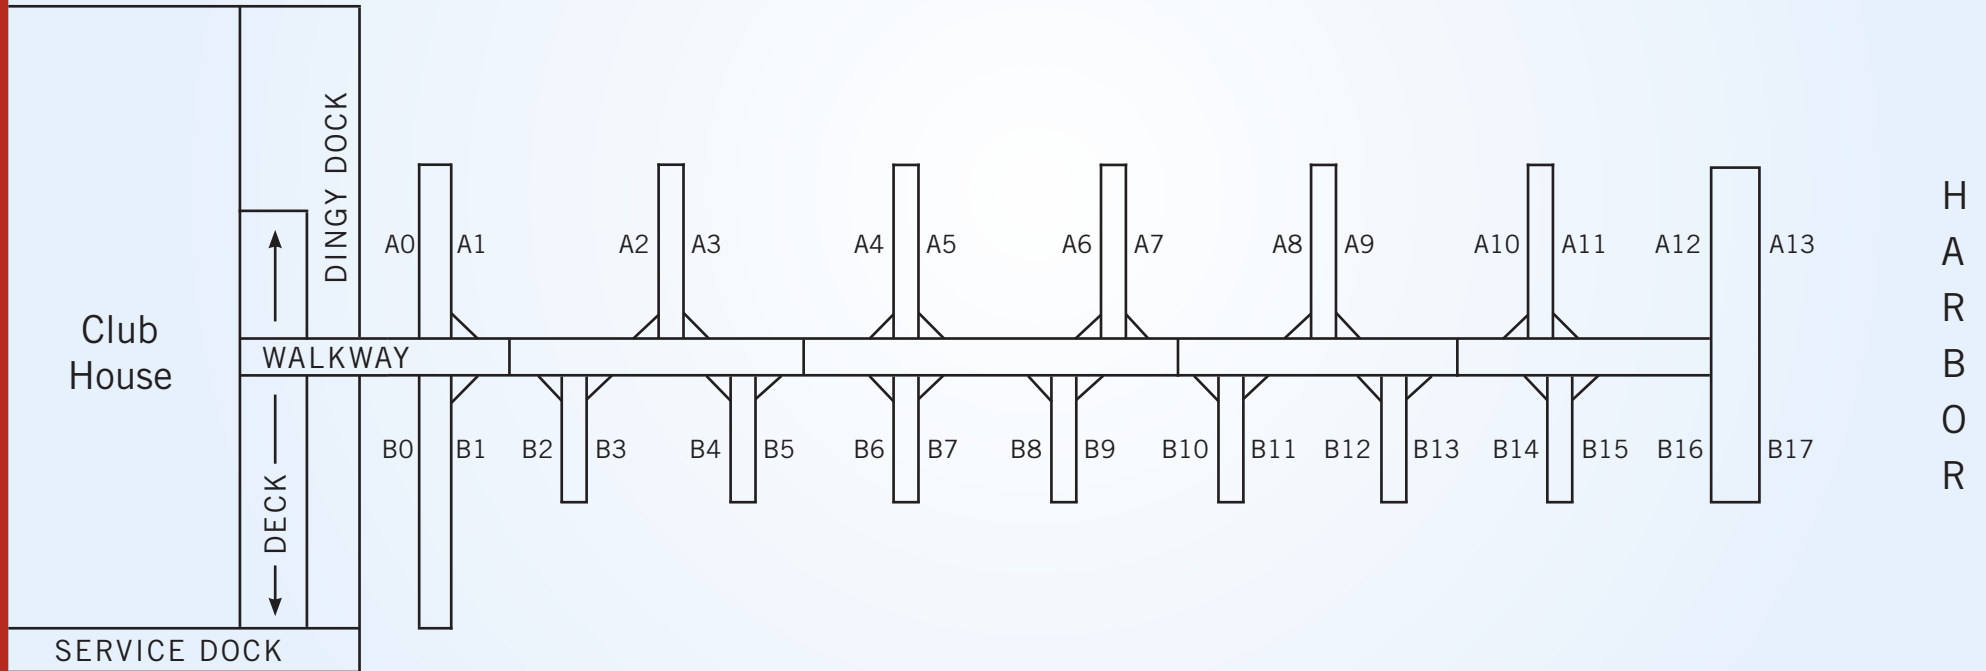 DINGY DOCK
A0 A1 A2 A3 A4 A5 A6 A7 A8 A9 A10 A11 A12 A13
Club
House
WALKWAY
B0 B1 B2 B3 B4 B5 B6 B7 B8 B9 B10 B11 B12 B13 B14 B15 B16 B17
DECK
SERVICE DOCK
H
A
R
B
O
R